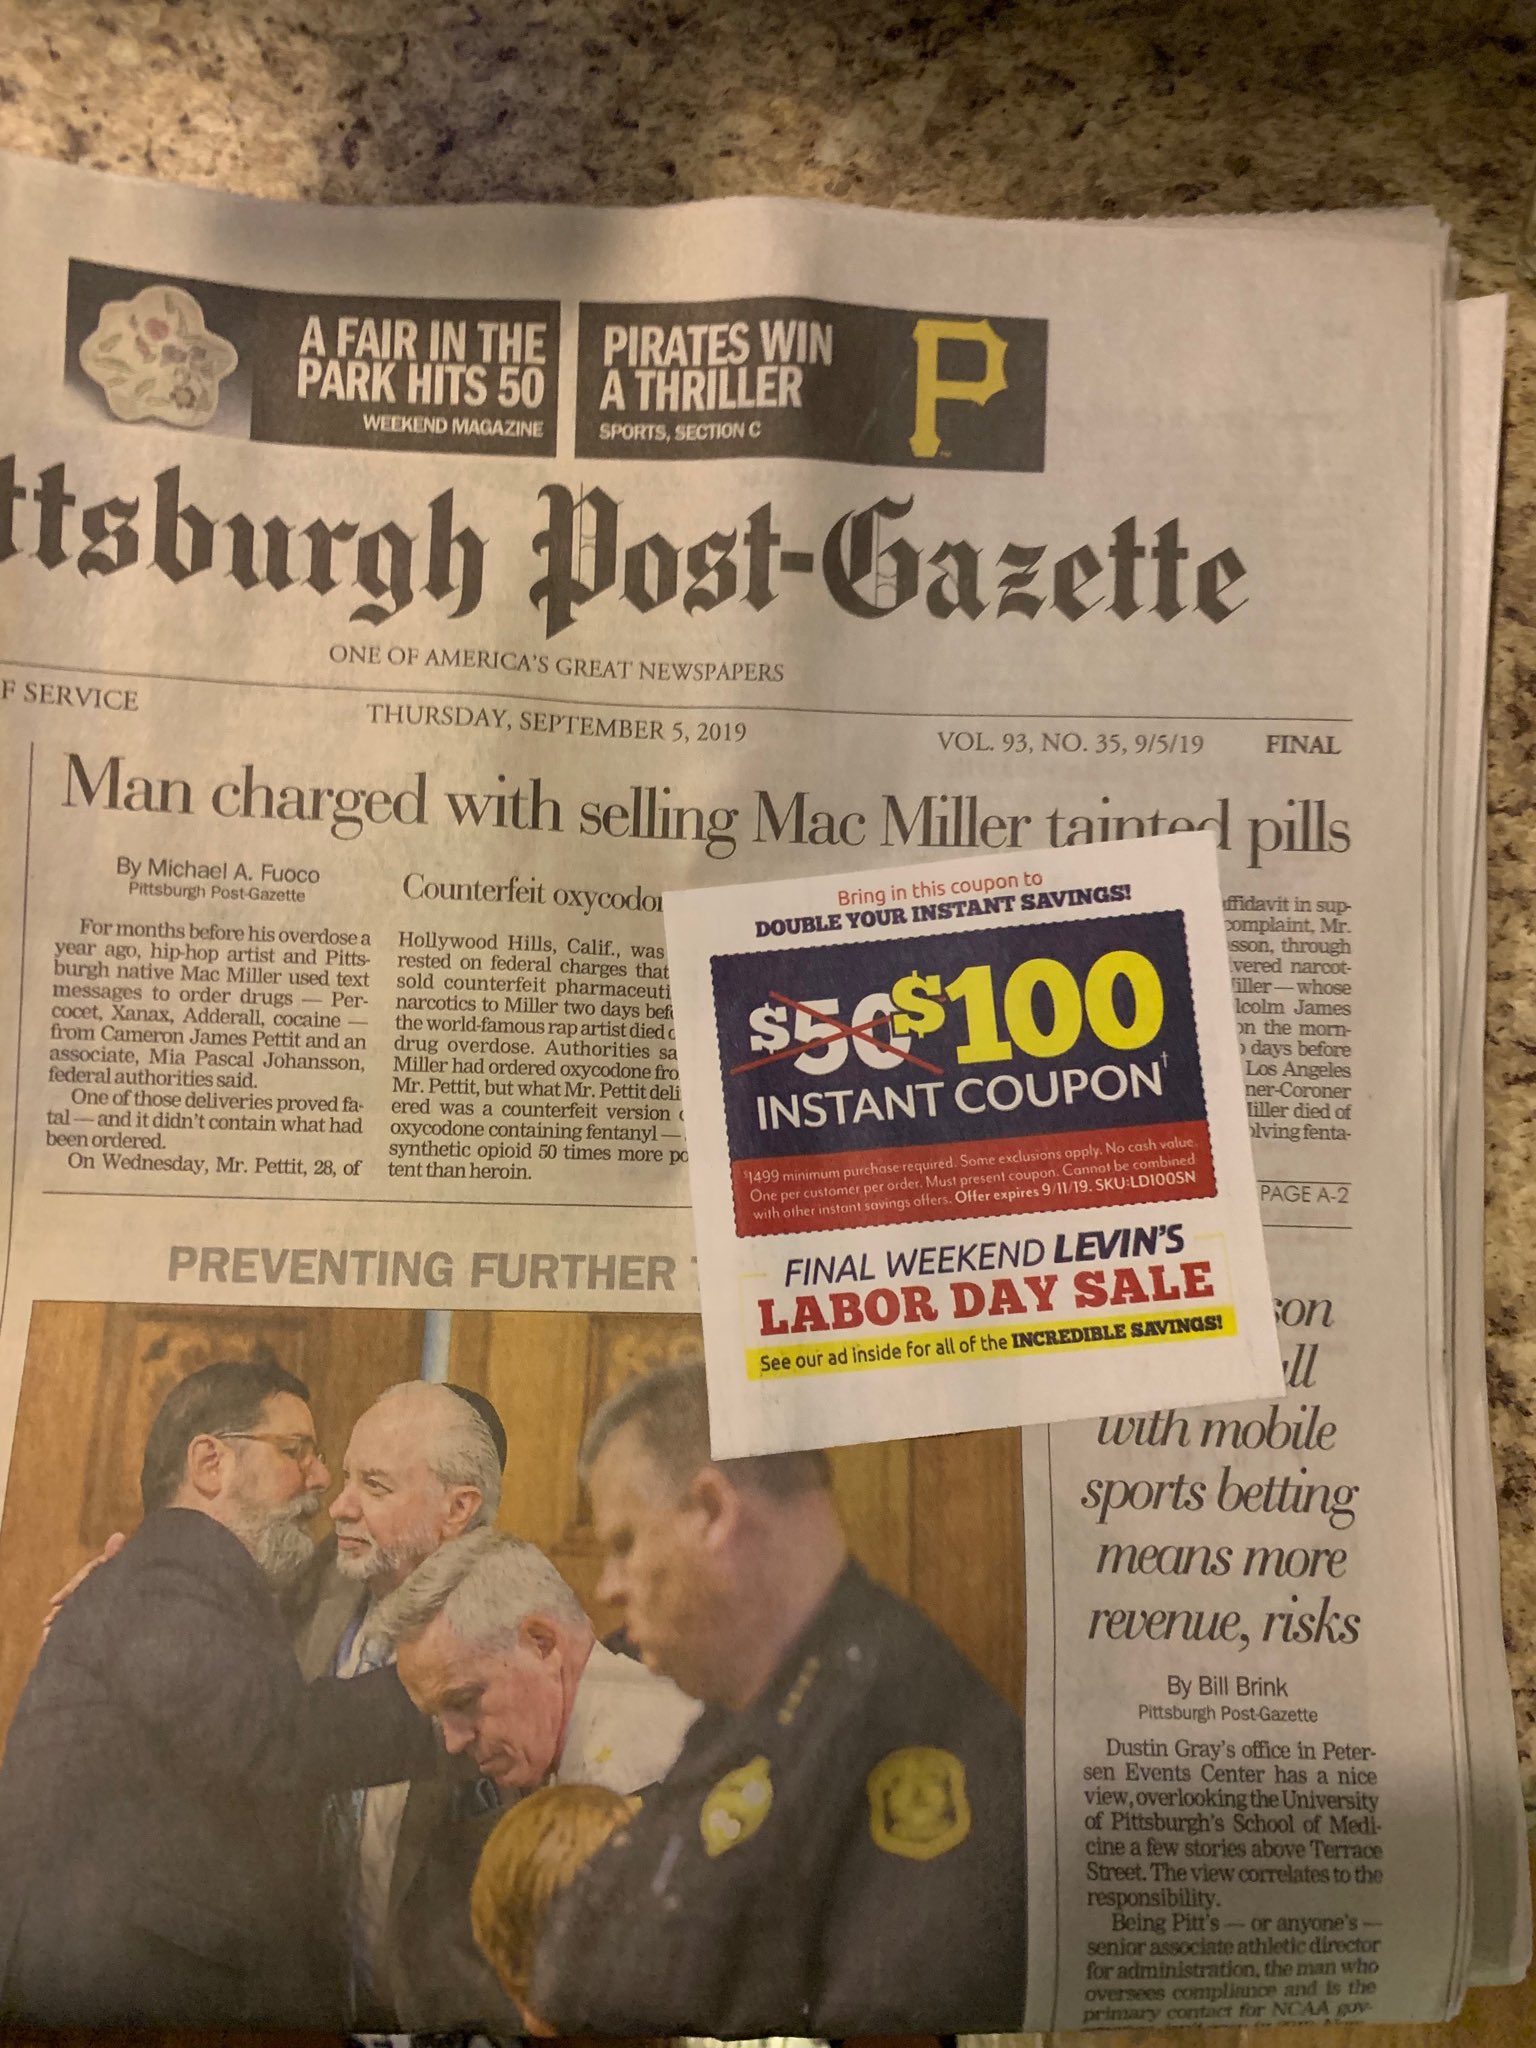 A FAIR IN THE
PARK HITS 50
WEEKEND MAGAZINE
PIRATES WIN
A THRILLER
SPORTS, SECTION C
P
ttsburgh Post-Gazette
ONE OF AMERICA'S GREAT NEWSPAPERS
F SERVICE
THURSDAY, SEPTEMBER 5, 2019
VOL. 93, NO. 35, 9/5/19
FINAL
Man charged with selling Mac Miller tainted pills
By Michael A. Fuoco
Pittsburgh Post-Gazette
For months before his overdose a
year ago, hip-hop artist and Pitts-
burgh native Mac Miller used text
messages to order drugs — Per-
cocet, Xanax, Adderall, cocaine —
from Cameron James Pettit and an
associate, Mia Pascal Johansson,
federal authorities said.
One of those deliveries proved fa-
tal — and it didn't contain what had
been ordered.
On Wednesday, Mr. Pettit, 28, of
Counterfeit oxycodo
Hollywood Hills, Calif., was
rested on federal charges that
sold counterfeit pharmaceuti
narcotics to Miller two days bef
the world-famous rap artist died
drug overdose. Authorities sa
Miller had ordered oxycodone fro
Mr. Pettit, but what Mr. Pettit deli
ered was a counterfeit version
oxycodone containing fentanyl —
synthetic opioid 50 times more po
tent than heroin.
ffidavit in sup-
complaint, Mr.
sson, through
vered narcot-
iller — whose
lcolm James
on the morn-
days before
Los Angeles
ner-Coroner
iller died of
olving fenta-
PAGE A-2
Bring in this coupon to
DOUBLE YOUR INSTANT SAVINGS!
$50 $100
INSTANT COUPON†
$1499 minimum purchase required. Some exclusions apply. No cash value.
One per customer per order. Must present coupon. Cannot be combined
with other instant savings offers. Offer expires 9/11/19. SKU:LD100SN
FINAL WEEKEND LEVIN'S
LABOR DAY SALE
See our ad inside for all of the INCREDIBLE SAVINGS!
PREVENTING FURTHER
son
all
with mobile
sports betting
means more
revenue, risks
By Bill Brink
Pittsburgh Post-Gazette
Dustin Gray's office in Peter-
sen Events Center has a nice
view, overlooking the University
of Pittsburgh's School of Medi-
cine a few stories above Terrace
Street. The view correlates to the
responsibility.
Being Pitt's — or anyone's —
senior associate athletic director
for administration, the man who
oversees compliance and is the
primary contact for NCAA gov-